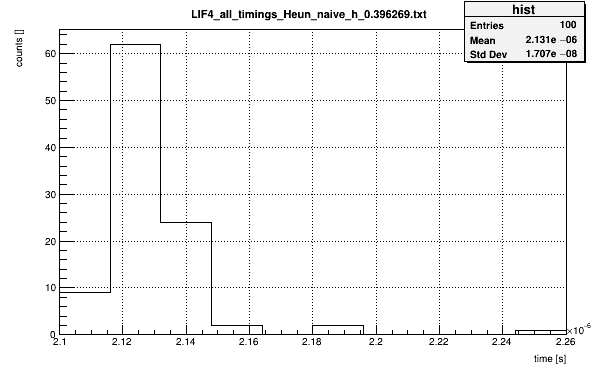 LIF4_all_timings_Heun_naive_h_0.396269.txt
hist
Entries 100
Mean 2.131e −06
Std Dev 1.707e −08
counts []
60
50
40
30
20
10
0
2.1 2.12 2.14 2.16 2.18 2.2 2.22 2.24 2.26
×10⁻⁶
time [s]